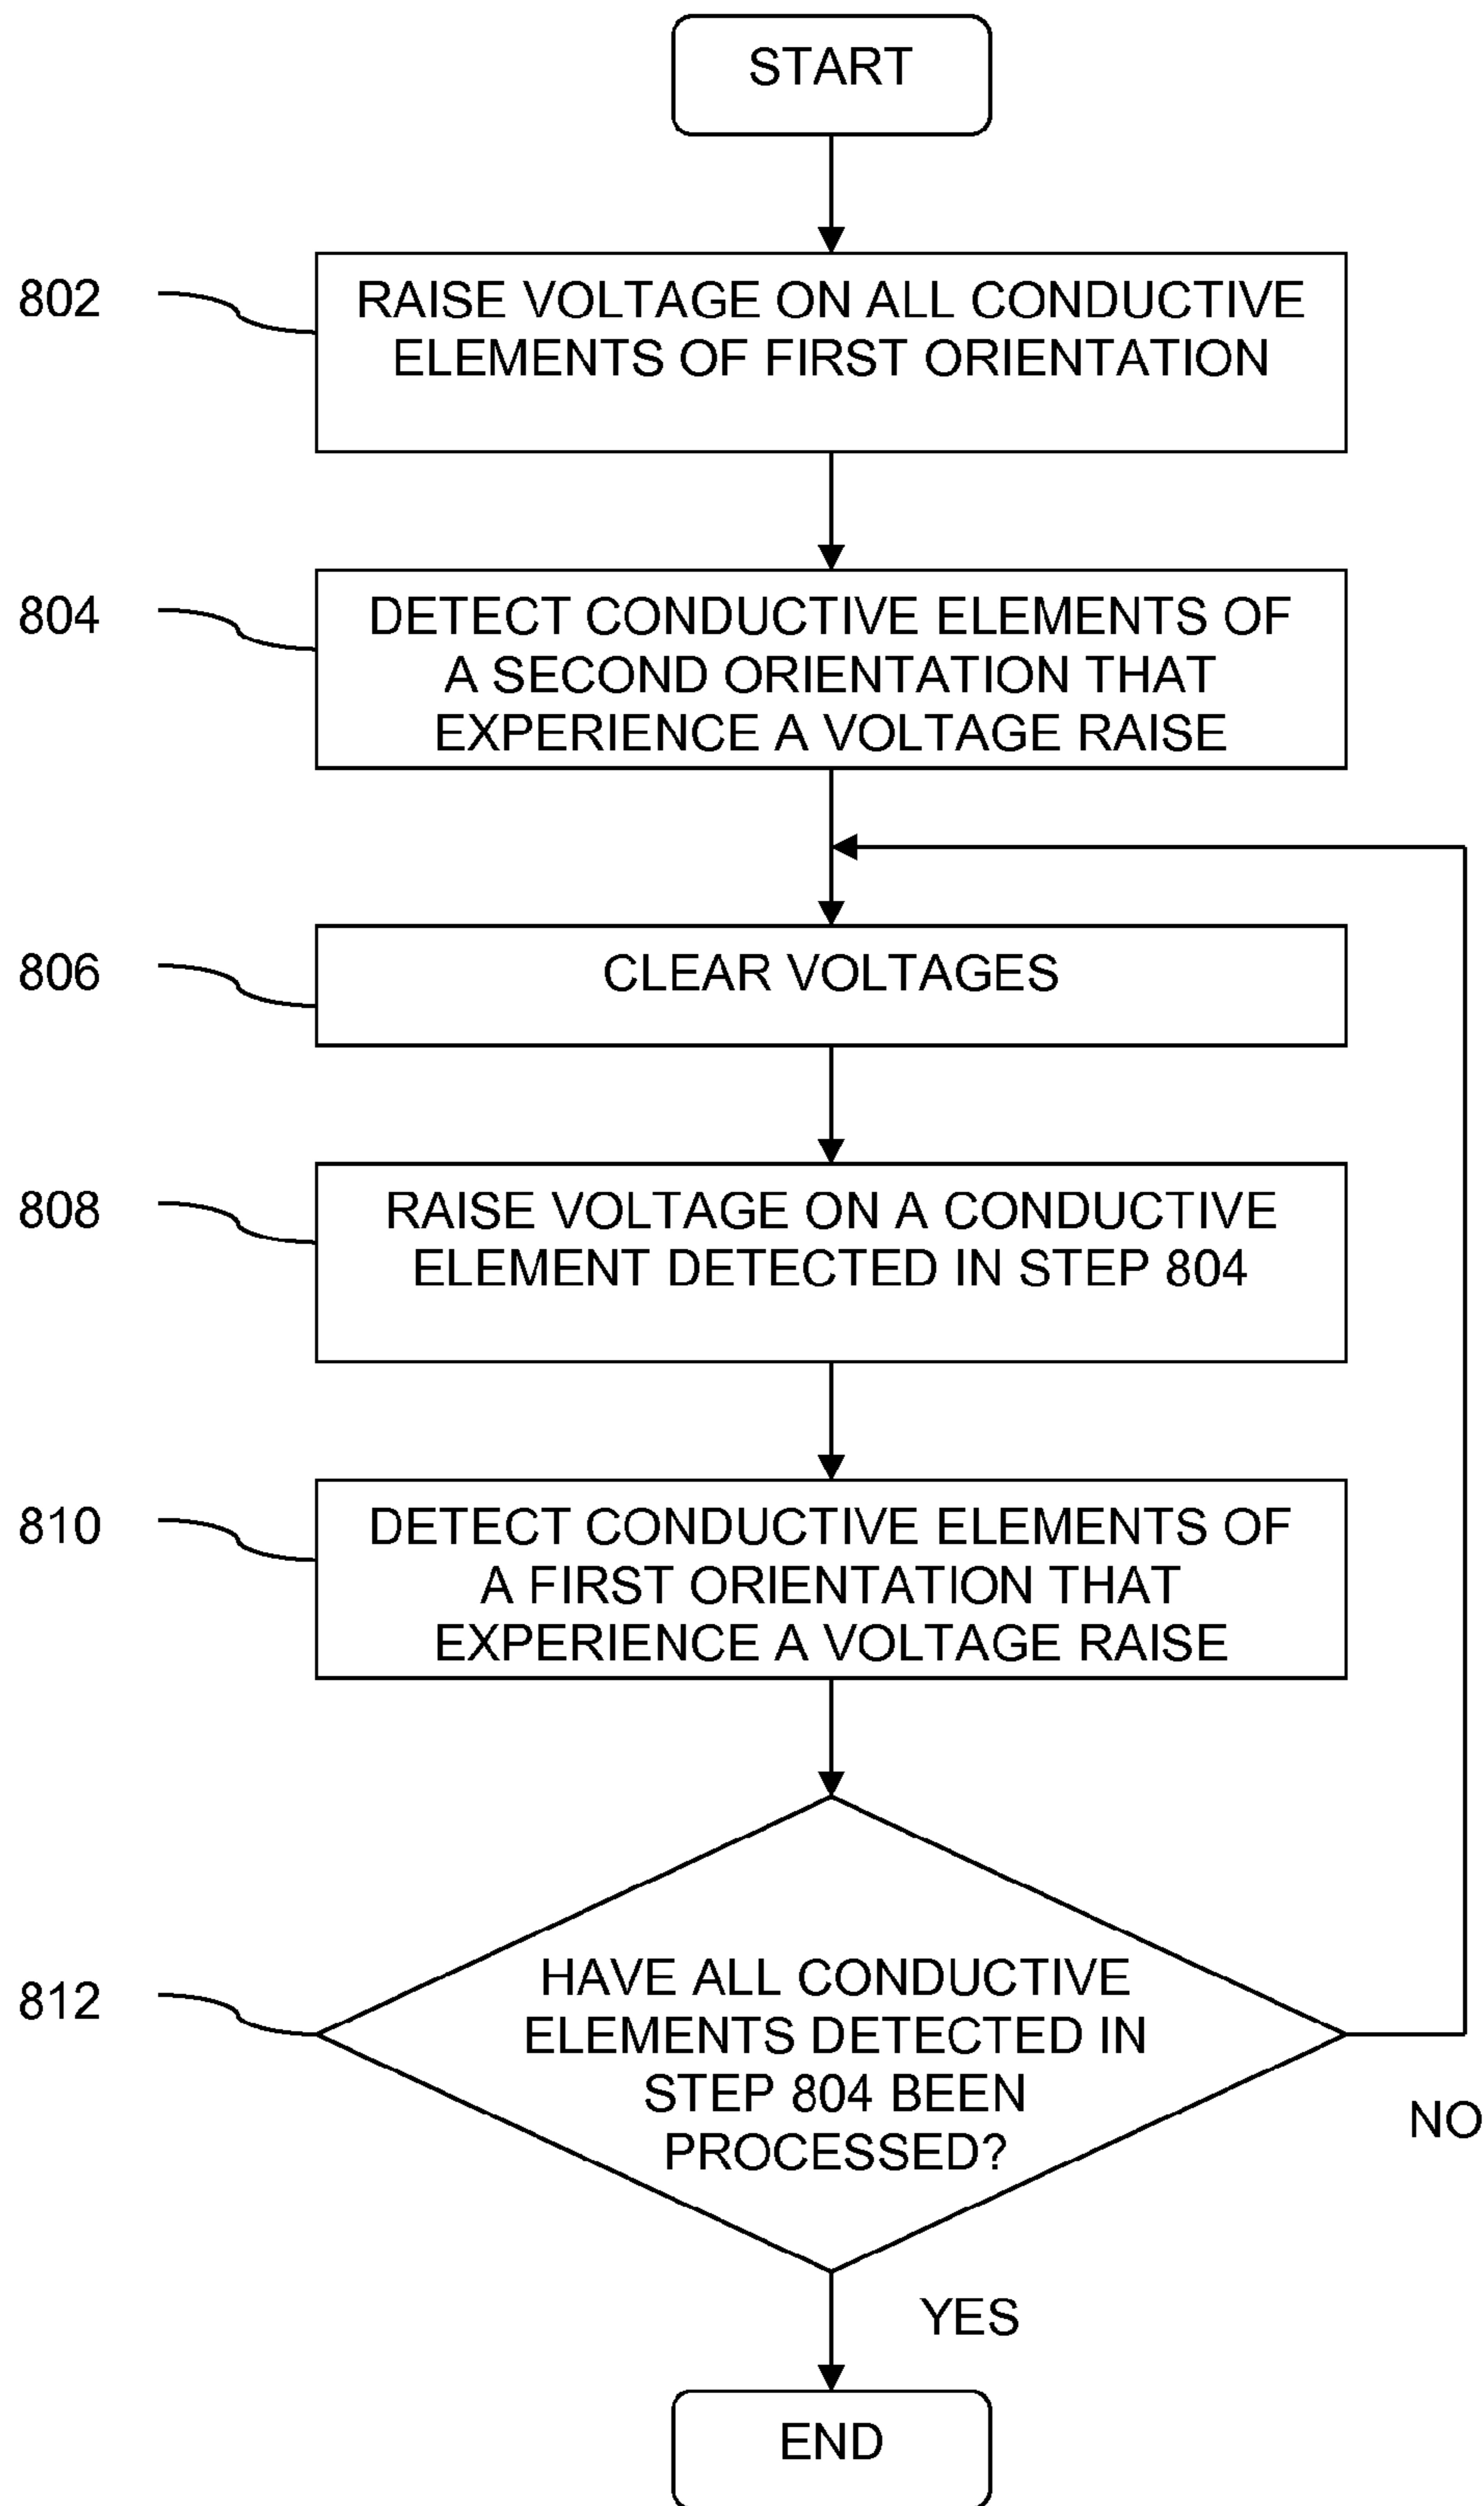 START
802
RAISE VOLTAGE ON ALL CONDUCTIVE
ELEMENTS OF FIRST ORIENTATION
804
DETECT CONDUCTIVE ELEMENTS OF
A SECOND ORIENTATION THAT
EXPERIENCE A VOLTAGE RAISE
806
CLEAR VOLTAGES
808
RAISE VOLTAGE ON A CONDUCTIVE
ELEMENT DETECTED IN STEP 804
810
DETECT CONDUCTIVE ELEMENTS OF
A FIRST ORIENTATION THAT
EXPERIENCE A VOLTAGE RAISE
812
HAVE ALL CONDUCTIVE
ELEMENTS DETECTED IN
STEP 804 BEEN
PROCESSED?
NO
YES
END